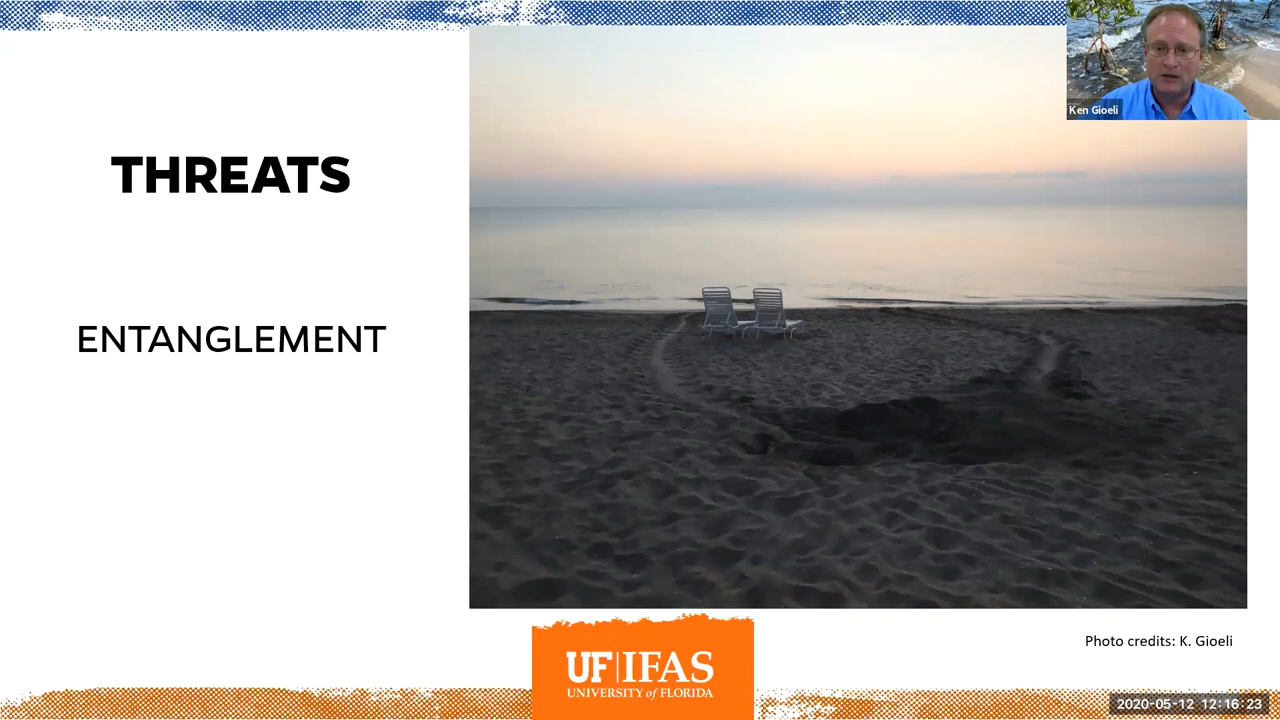 Ken Gioeli
THREATS
ENTANGLEMENT
Photo credits: K. Gioeli
UF|IFAS
UNIVERSITY of FLORIDA
2020-05-12 12:16:23